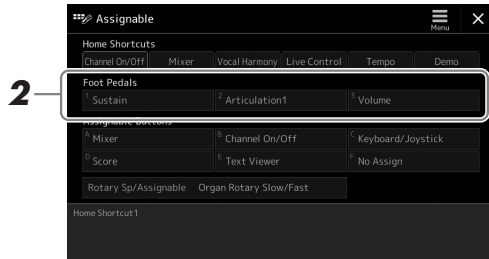 Assignable
Menu
Home Shortcuts
Channel On/Off Mixer Vocal Harmony Live Control Tempo Demo
2
Foot Pedals
1 Sustain 2 Articulation1 3 Volume
Assignable Buttons
A Mixer B Channel On/Off C Keyboard/Joystick
D Score E Text Viewer F No Assign
Rotary Sp/Assignable Organ Rotary Slow/Fast
Home Shortcut1